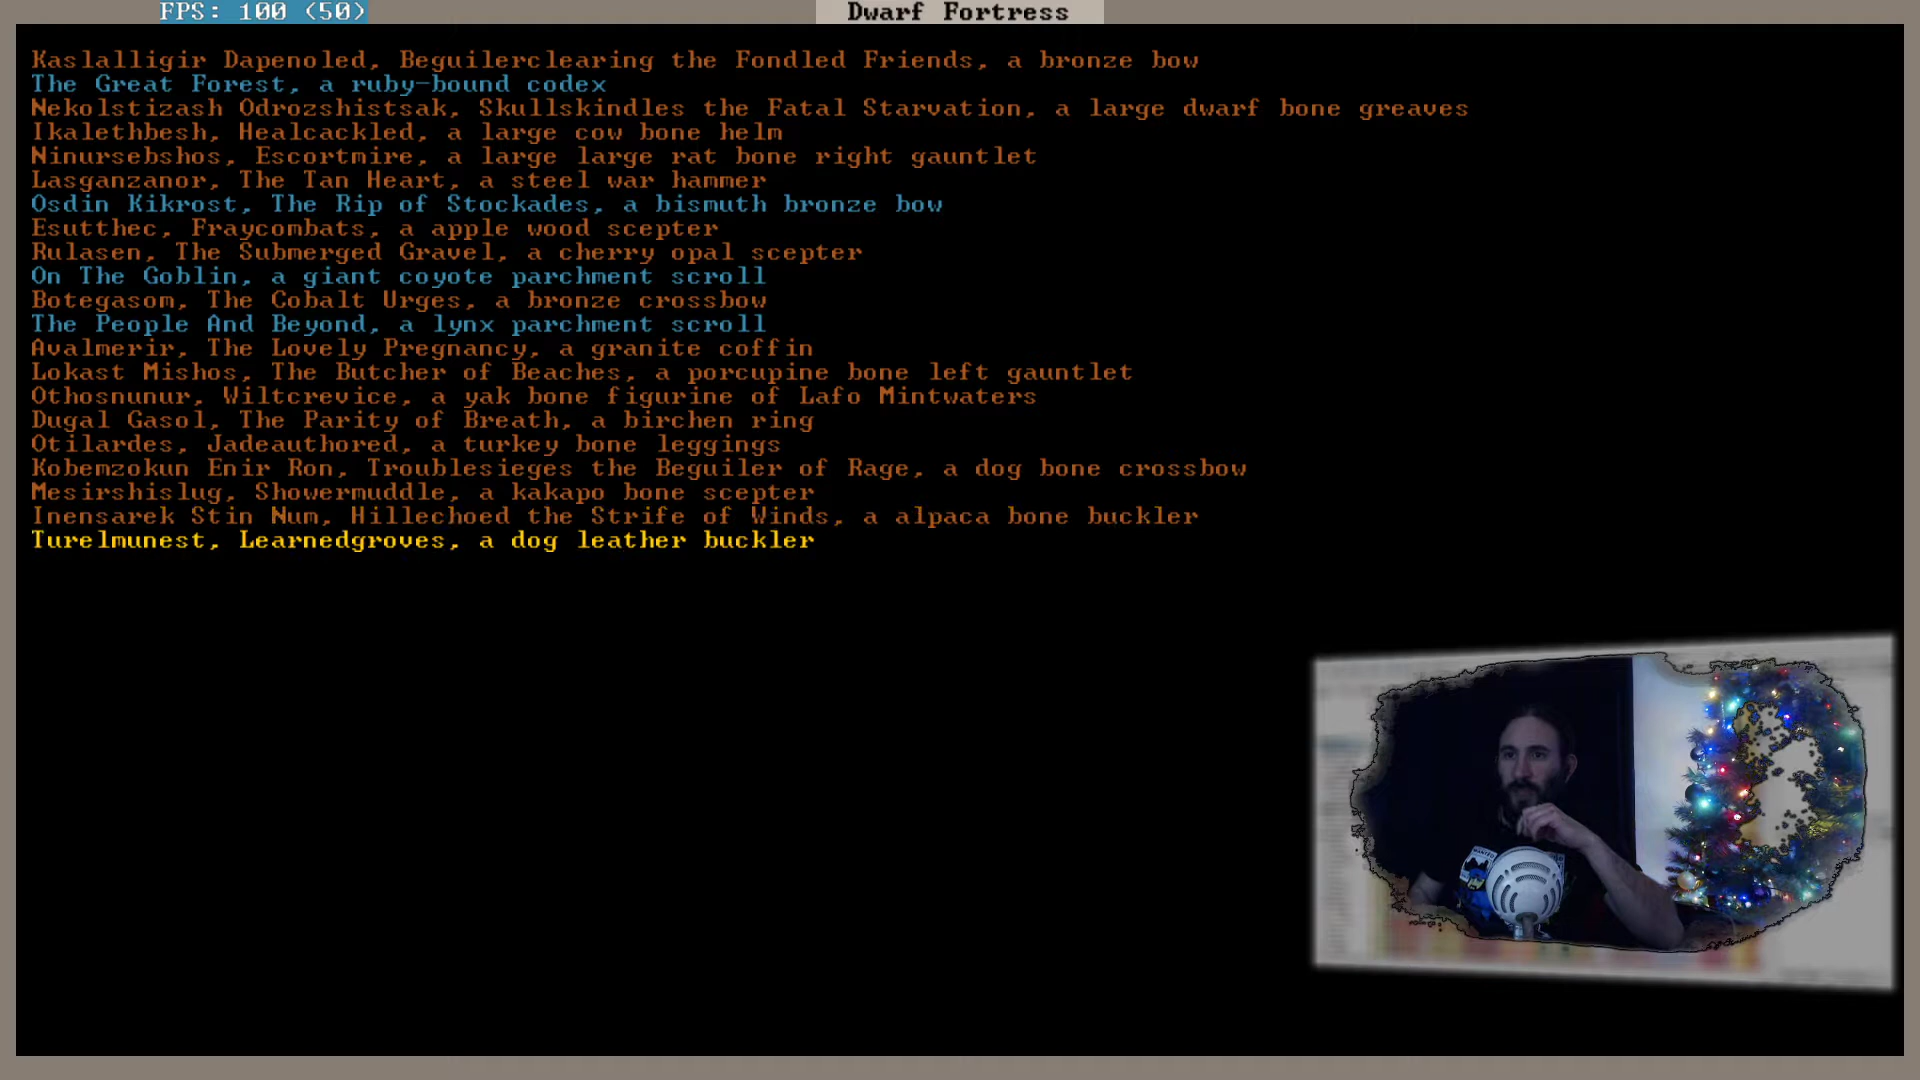 FPS: 100 (50)
Dwarf Fortress
Kaslalligir Dapenoled, Beguilerclearing the Fondled Friends, a bronze bow
The Great Forest, a ruby-bound codex
Nekolstizash Odrozshistsak, Skullskindles the Fatal Starvation, a large dwarf bone greaves
Ikalethbesh, Healcackled, a large cow bone helm
Ninursebshos, Escortmire, a large large rat bone right gauntlet
Lasganzanor, The Tan Heart, a steel war hammer
Osdin Kikrost, The Rip of Stockades, a bismuth bronze bow
Esutthec, Fraycombats, a apple wood scepter
Rulasen, The Submerged Gravel, a cherry opal scepter
On The Goblin, a giant coyote parchment scroll
Botegasom, The Cobalt Urges, a bronze crossbow
The People And Beyond, a lynx parchment scroll
Avalmerir, The Lovely Pregnancy, a granite coffin
Lokast Mishos, The Butcher of Beaches, a porcupine bone left gauntlet
Othosnunur, Wiltcrevice, a yak bone figurine of Lafo Mintwaters
Dugal Gasol, The Parity of Breath, a birchen ring
Otilardes, Jadeauthored, a turkey bone leggings
Kobemzokun Enir Ron, Troublesieges the Beguiler of Rage, a dog bone crossbow
Mesirshislug, Showermuddle, a kakapo bone scepter
Inensarek Stin Num, Hillechoed the Strife of Winds, a alpaca bone buckler
Turelmunest, Learnedgroves, a dog leather buckler